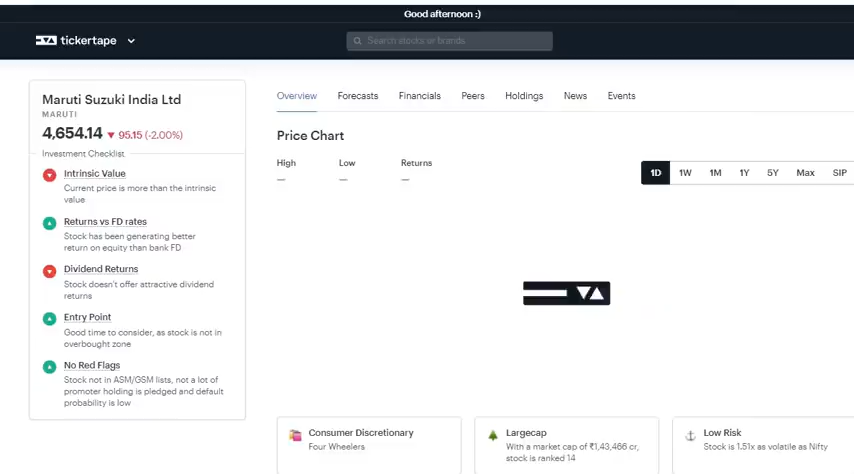 Good afternoon :)
tickertape
Search stocks or brands
Maruti Suzuki India Ltd
MARUTI
4,654.14 ▼ 95.15 (-2.00%)
Investment Checklist
Intrinsic Value
Current price is more than the intrinsic
value
Returns vs FD rates
Stock has been generating better
return on equity than bank FD
Dividend Returns
Stock doesn't offer attractive dividend
returns
Entry Point
Good time to consider, as stock is not in
overbought zone
No Red Flags
Stock not in ASM/GSM lists, not a lot of
promoter holding is pledged and default
probability is low
Overview Forecasts Financials Peers Holdings News Events
Price Chart
High Low Returns
— — —
1D 1W 1M 1Y 5Y Max SIP
Consumer Discretionary
Four Wheelers
Largecap
With a market cap of ₹1,43,466 cr,
stock is ranked 14
Low Risk
Stock is 1.51x as volatile as Nifty